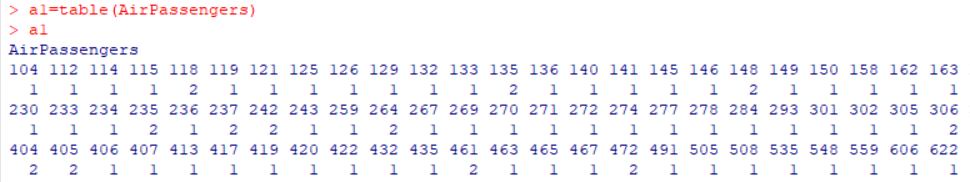 > al=table(AirPassengers)
> al
AirPassengers
104 112 114 115 118 119 121 125 126 129 132 133 135 136 140 141 145 146 148 149 150 158 162 163
1 1 1 1 2 1 1 1 1 1 1 1 2 1 1 1 1 1 2 1 1 1 1 1
230 233 234 235 236 237 242 243 259 264 267 269 270 271 272 274 277 278 284 293 301 302 305 306
1 1 1 2 1 2 2 1 1 2 1 1 1 1 1 1 1 1 1 1 1 1 1 2
404 405 406 407 413 417 419 420 422 432 435 461 463 465 467 472 491 505 508 535 548 559 606 622
2 2 1 1 1 1 1 1 1 1 1 2 1 1 1 2 1 1 1 1 1 1 1 1